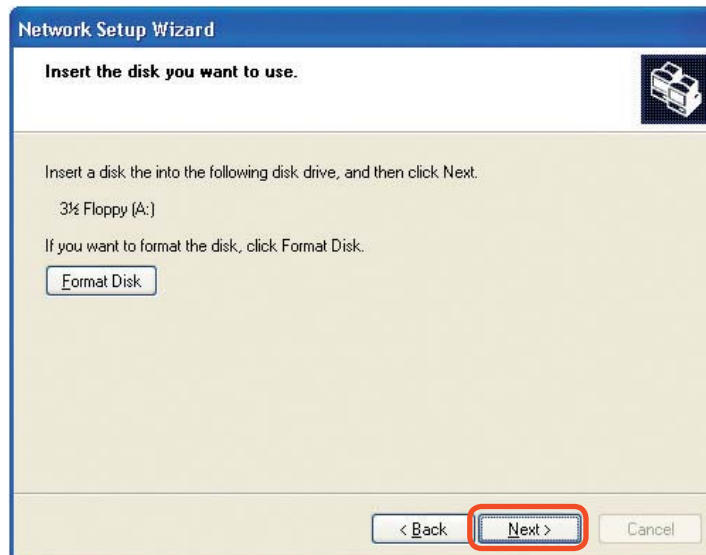 Network Setup Wizard
Insert the disk you want to use.
Insert a disk the into the following disk drive, and then click Next.
3½ Floppy (A:)
If you want to format the disk, click Format Disk.
Format Disk
< Back Next > Cancel